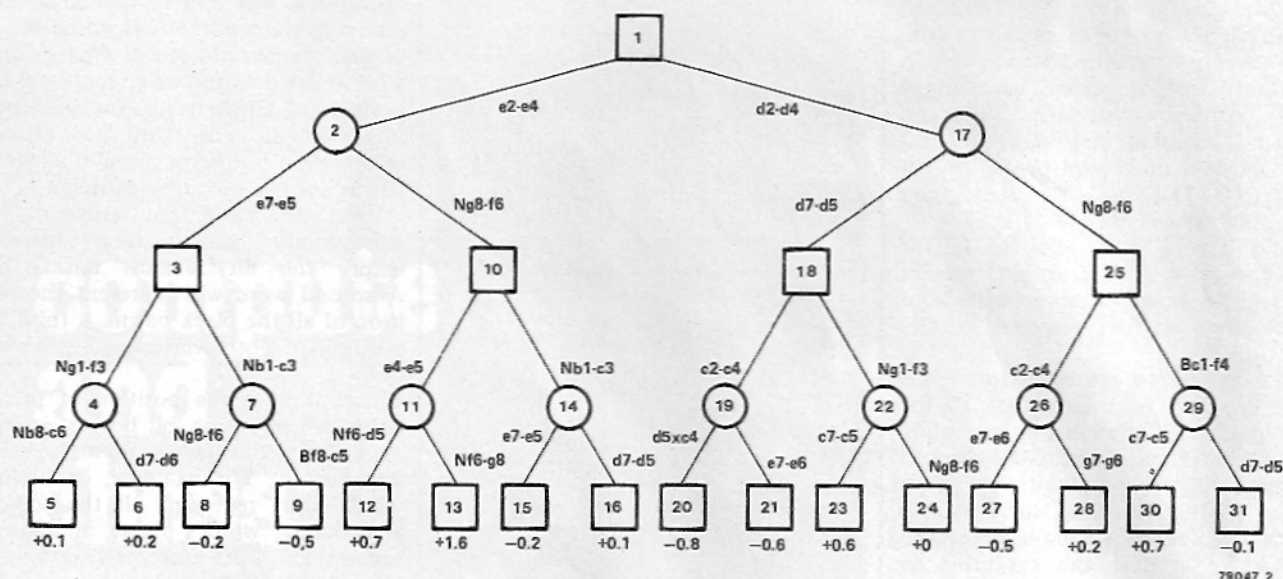 1
e2-e4 d2-d4
2 17
e7-e5 Ng8-f6 d7-d5 Ng8-f6
3 10 18 25
Ng1-f3 Nb1-c3 e4-e5 Nb1-c3 c2-c4 Ng1-f3 c2-c4 Bc1-f4
4 7 11 14 19 22 26 29
Nb8-c6 d7-d6 Ng8-f6 Bf8-c5 Nf6-d5 Nf6-g8 e7-e5 d7-d5 d5xc4 e7-e6 c7-c5 Ng8-f6 e7-e6 g7-g6 c7-c5 d7-d5
5 6 8 9 12 13 15 16 20 21 23 24 27 28 30 31
+0.1 +0.2 −0.2 −0,5 +0.7 +1.6 −0.2 +0.1 −0.8 −0.6 +0.6 +0 −0.5 +0.2 +0.7 −0.1
79047 2